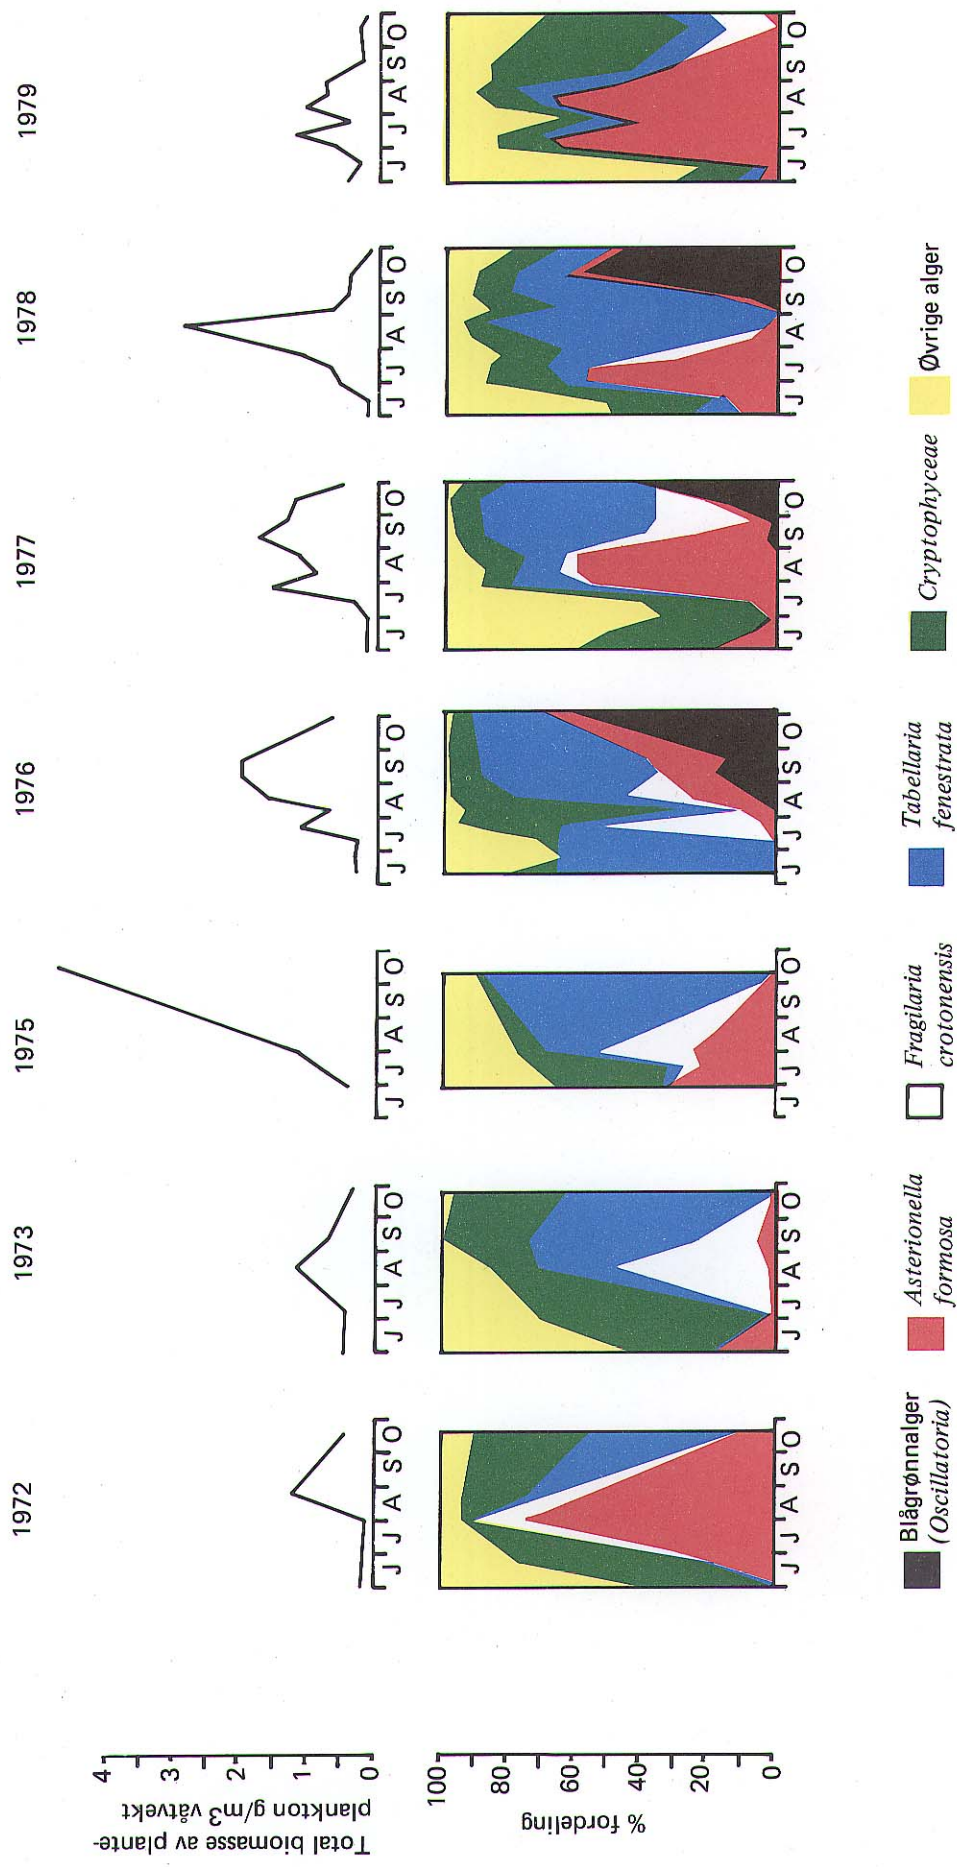 1972 1973 1975 1976 1977 1978 1979
Total biomasse av plante-
plankton g/m3 våtvekt
4
3
2
1
0
J J A S O
J J A S O
J J A S O
J J A S O
J J A S O
J J A S O
J J A S O
% fordeling
100
80
60
40
20
0
J J A S O
J J A S O
J J A S O
J J A S O
J J A S O
J J A S O
J J A S O
Blågrønnalger
(Oscillatoria)
Asterionella
formosa
Fragilaria
crotonensis
Tabellaria
fenestrata
Cryptophyceae
Øvrige alger